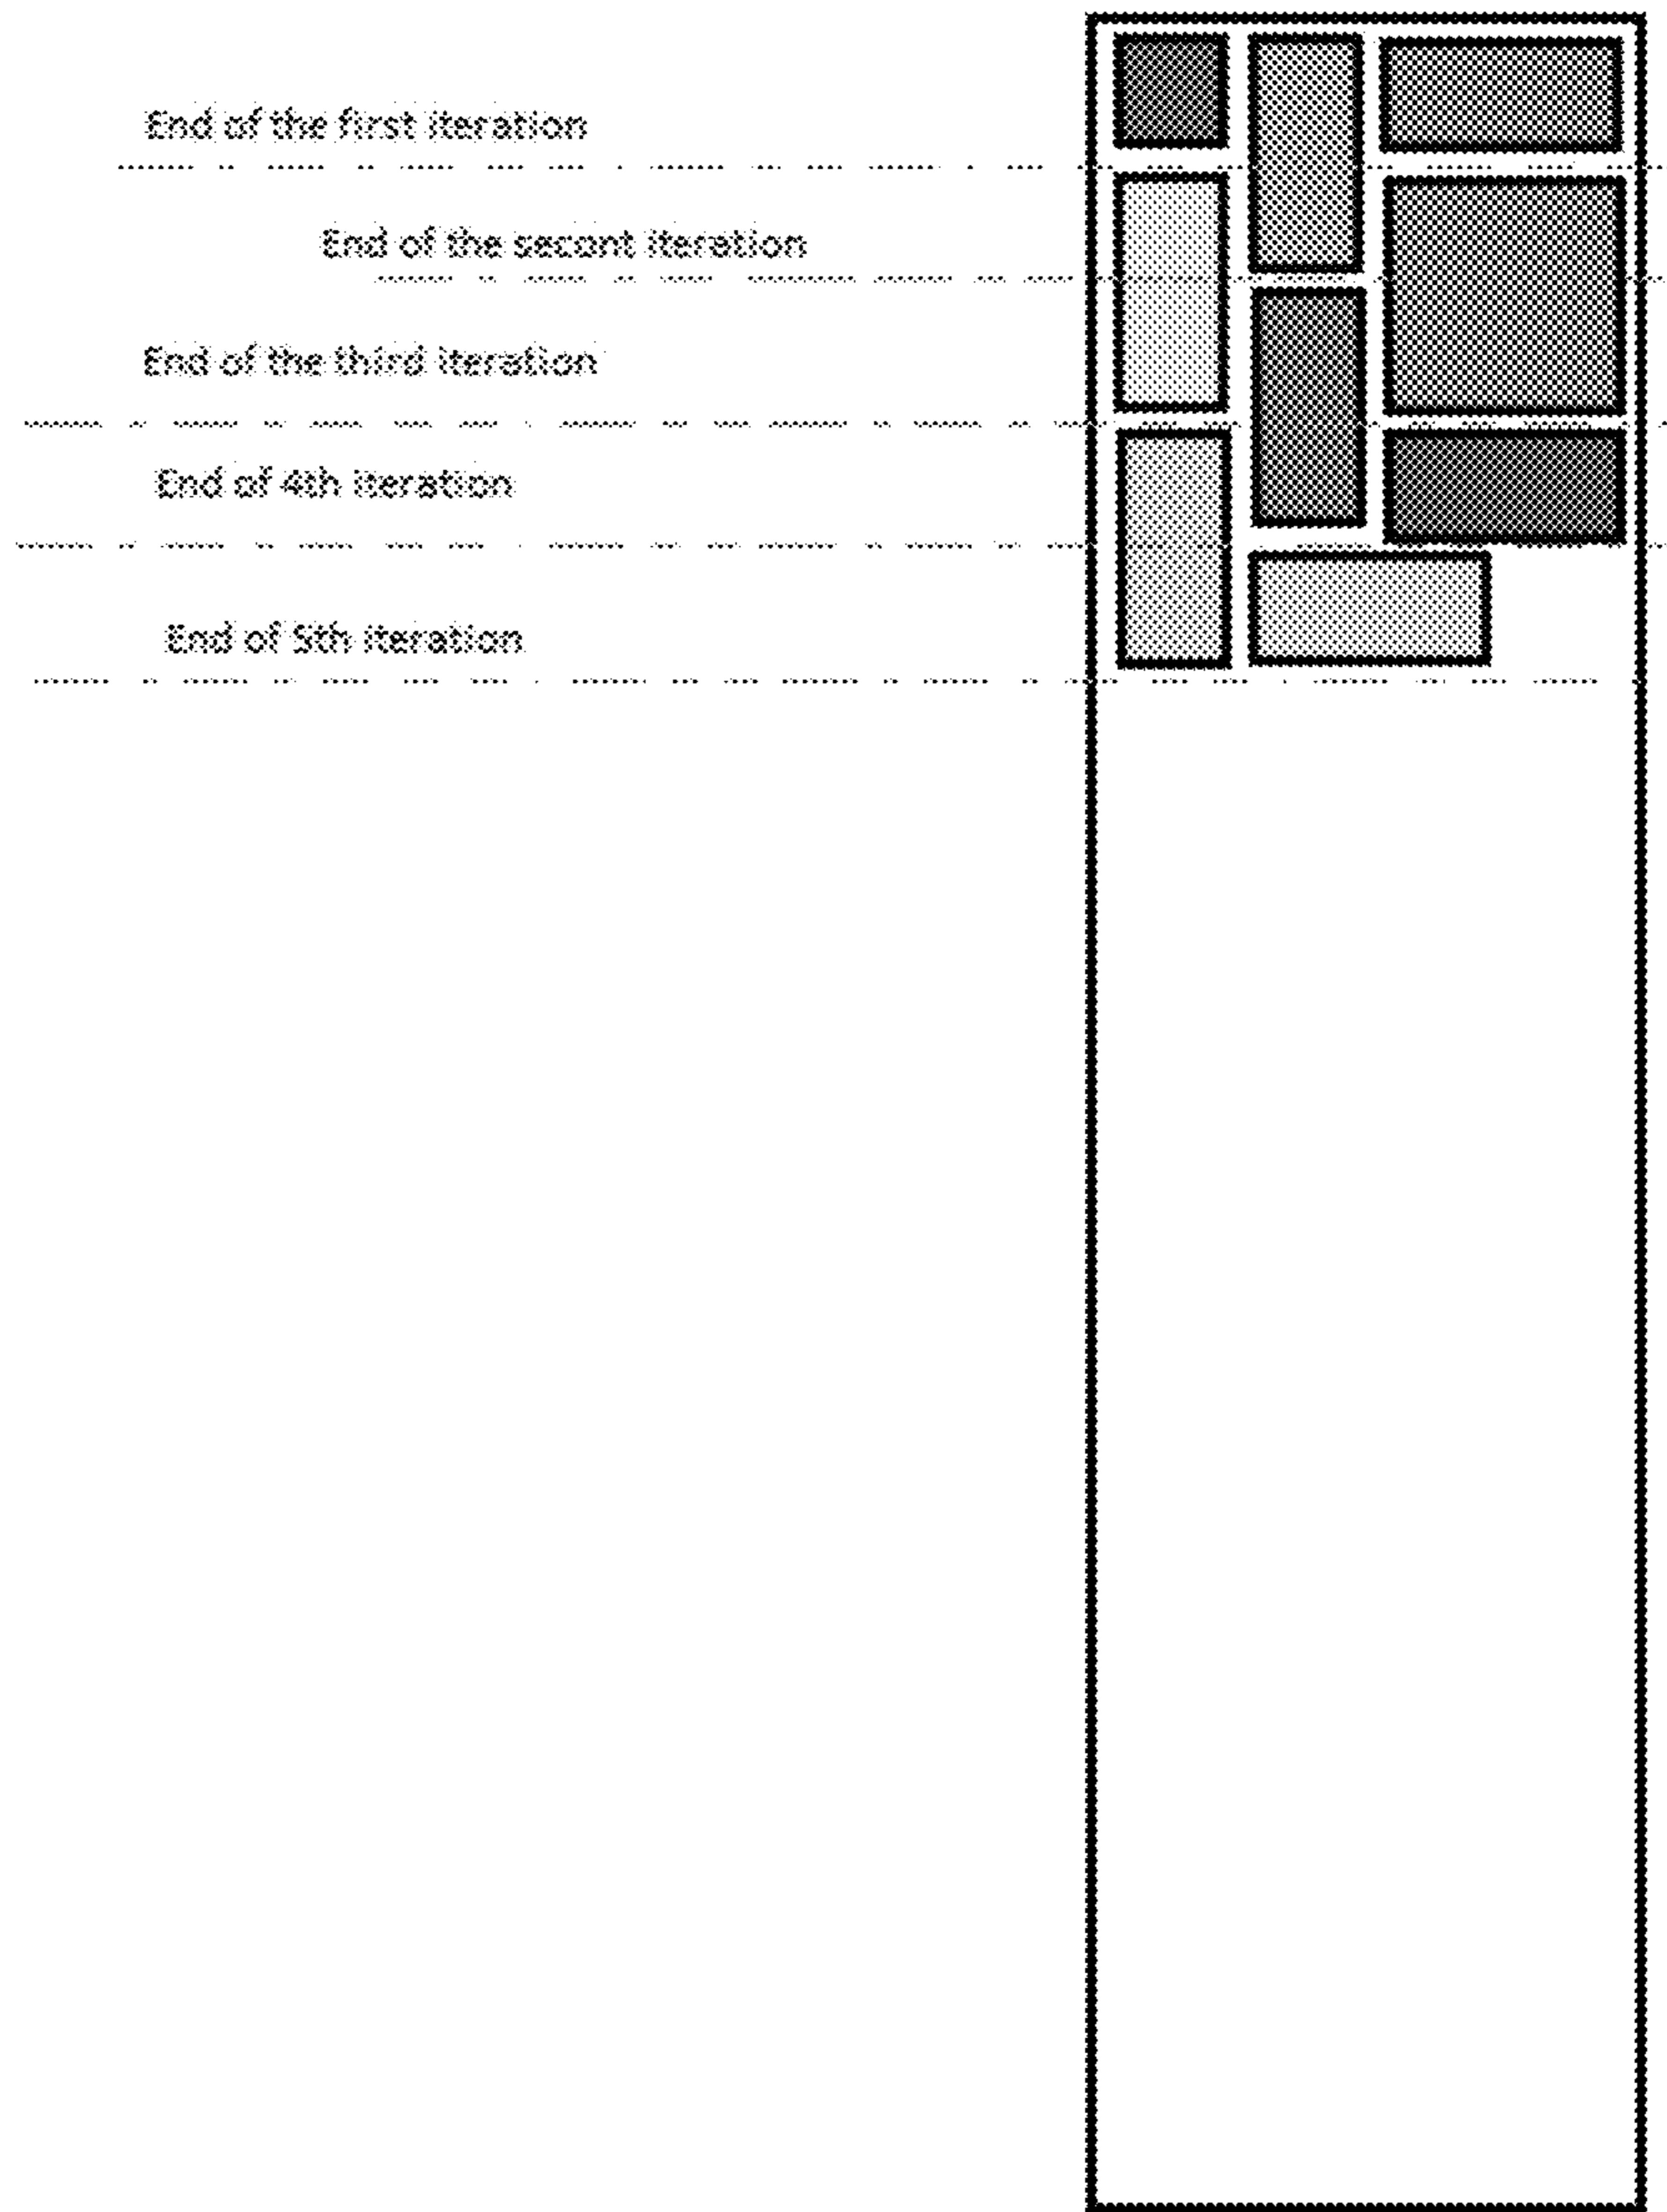 End of the first iteration
End of the secont iteration
End of the third iteration
End of 4th iteration
End of 5th iteration